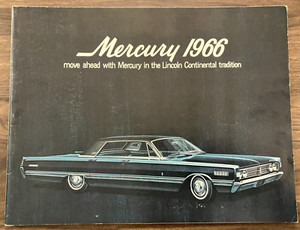 Mercury 1966
move ahead with Mercury in the Lincoln Continental tradition